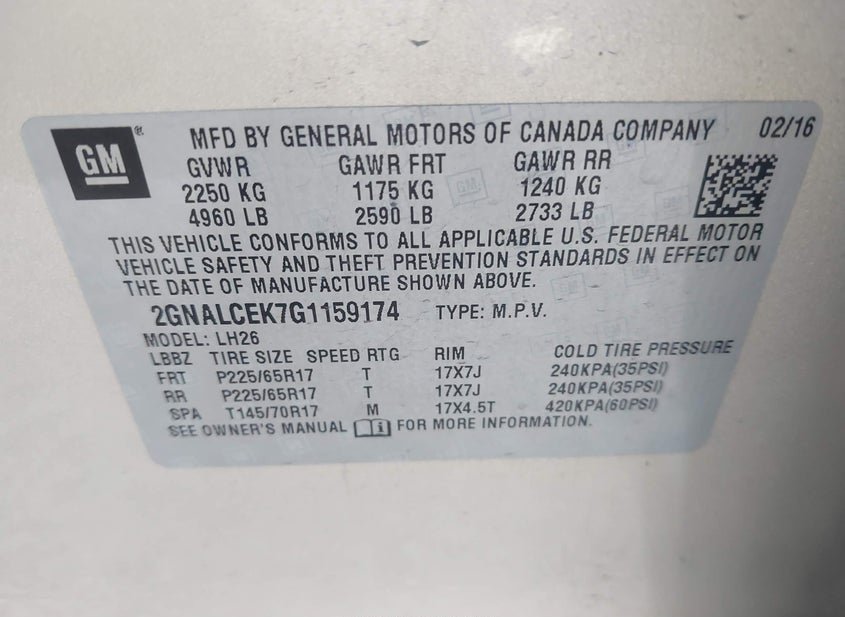 GM ®
MFD BY GENERAL MOTORS OF CANADA COMPANY 02/16
GVWR GAWR FRT GAWR RR
2250 KG 1175 KG 1240 KG
4960 LB 2590 LB 2733 LB
THIS VEHICLE CONFORMS TO ALL APPLICABLE U.S. FEDERAL MOTOR
VEHICLE SAFETY AND THEFT PREVENTION STANDARDS IN EFFECT ON
THE DATE OF MANUFACTURE SHOWN ABOVE.
2GNALCEK7G1159174 TYPE: M.P.V.
MODEL: LH26
LBBZ TIRE SIZE SPEED RTG RIM COLD TIRE PRESSURE
FRT P225/65R17 T 17X7J 240KPA(35PSI)
RR P225/65R17 T 17X7J 240KPA(35PSI)
SPA T145/70R17 M 17X4.5T 420KPA(60PSI)
SEE OWNER'S MANUAL i FOR MORE INFORMATION.